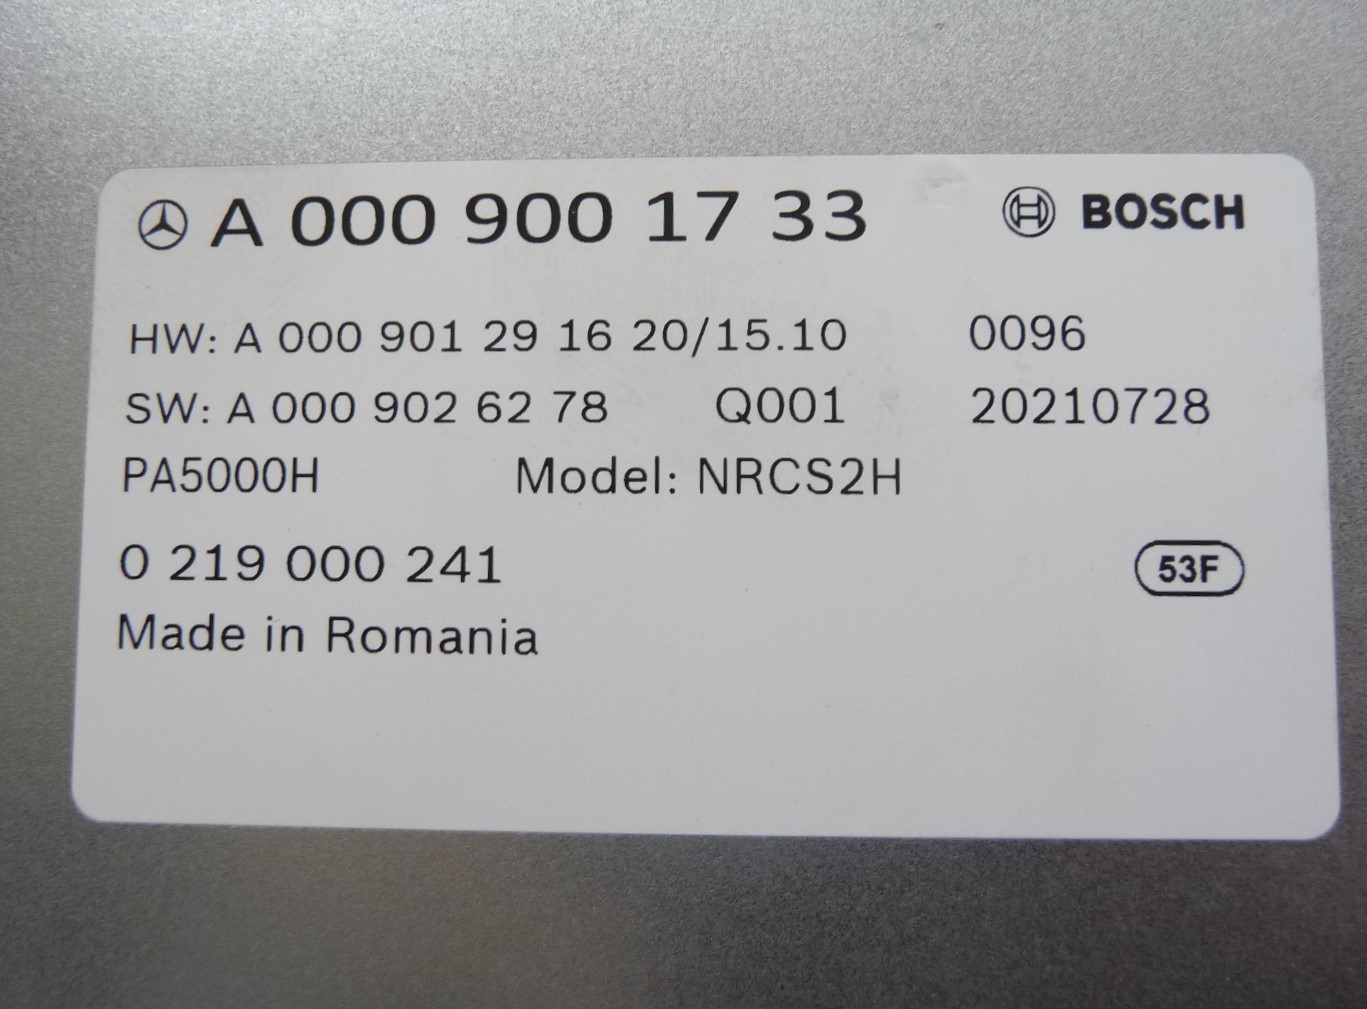 A 000 900 17 33 BOSCH
HW: A 000 901 29 16 20/15.10 0096
SW: A 000 902 62 78 Q001 20210728
PA5000H Model: NRCS2H
0 219 000 241 53F
Made in Romania